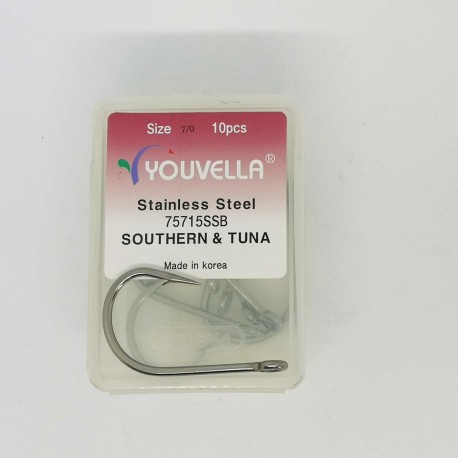 Size 7/0 10pcs
YOUVELLA®
Stainless Steel
75715SSB
SOUTHERN & TUNA
Made in korea